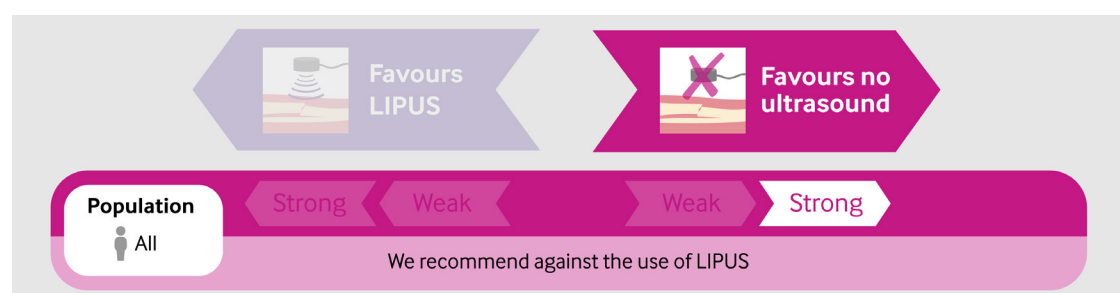 Favours
LIPUS
Favours no
ultrasound
Population
All
Strong
Weak
Weak
Strong
We recommend against the use of LIPUS